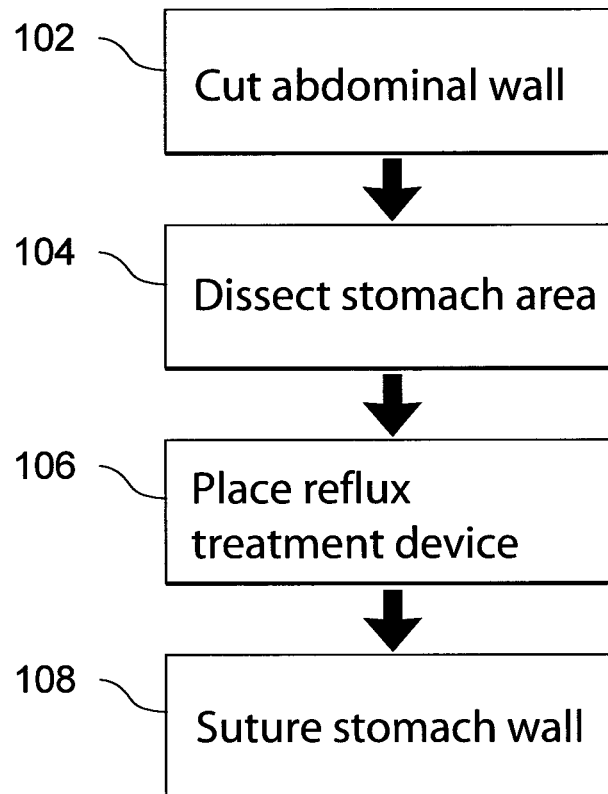 102
Cut abdominal wall
104
Dissect stomach area
106
Place reflux
treatment device
108
Suture stomach wall